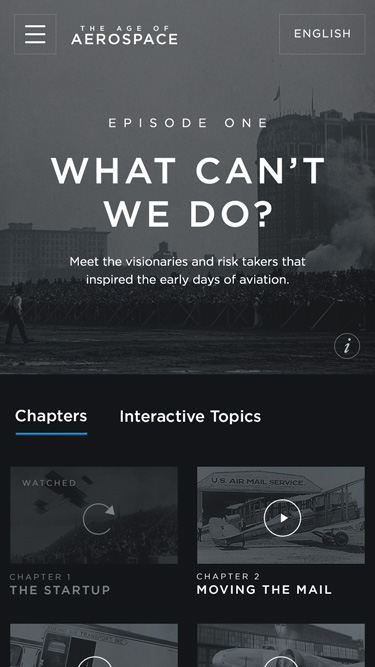 THE AGE OF
AEROSPACE
ENGLISH
EPISODE ONE
WHAT CAN'T
WE DO?
Meet the visionaries and risk takers that
inspired the early days of aviation.
i
Chapters
Interactive Topics
WATCHED
U.S. AIR MAIL SERVICE.
CHAPTER 1
THE STARTUP
CHAPTER 2
MOVING THE MAIL